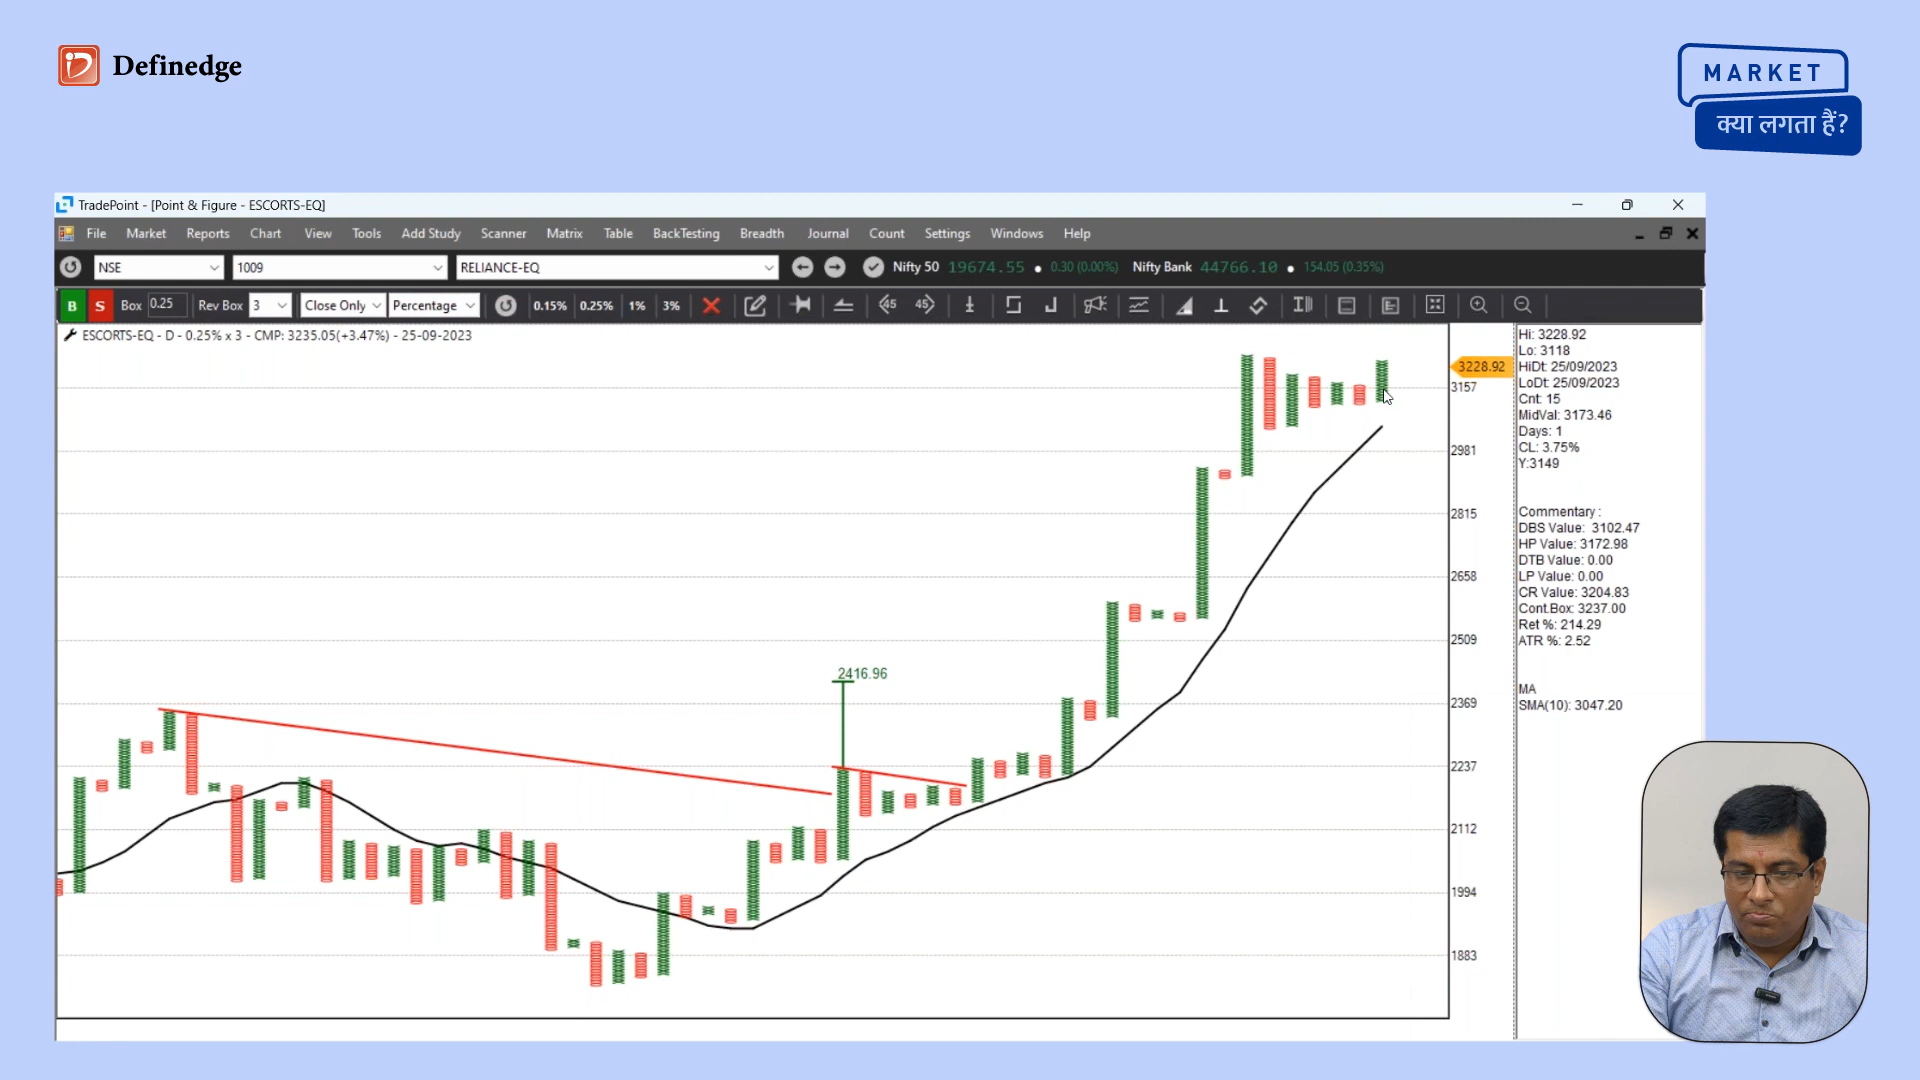 Definedge
MARKET
क्या लगता हैं?
TradePoint - [Point & Figure - ESCORTS-EQ]
File Market Reports Chart View Tools Add Study Scanner Matrix Table BackTesting Breadth Journal Count Settings Windows Help
NSE 1009 RELIANCE-EQ Nifty 50 19674.55 0.30 (0.00%) Nifty Bank 44766.10 154.05 (0.35%)
B S Box 0.25 Rev Box 3 Close Only Percentage 0.15% 0.25% 1% 3% 45 45
ESCORTS-EQ - D - 0.25% x 3 - CMP: 3235.05(+3.47%) - 25-09-2023
3228.92
3157
2981
2815
2658
2509
2416.96
2369
2237
2112
1994
1883
Hi: 3228.92
Lo: 3118
HiDt: 25/09/2023
LoDt: 25/09/2023
Cnt: 15
MidVal: 3173.46
Days: 1
CL: 3.75%
Y:3149
Commentary :
DBS Value: 3102.47
HP Value: 3172.98
DTB Value: 0.00
LP Value: 0.00
CR Value: 3204.83
Cont.Box: 3237.00
Ret %: 214.29
ATR %: 2.52
MA
SMA(10): 3047.20